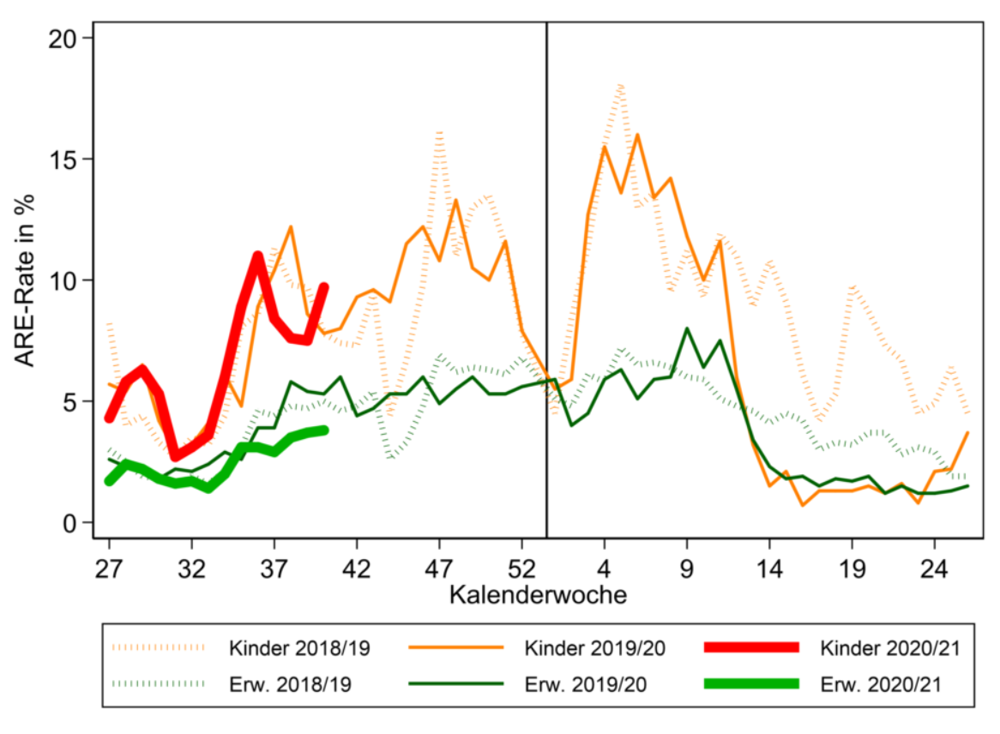 20
15
10
5
0
ARE-Rate in %
27 32 37 42 47 52 4 9 14 19 24
Kalenderwoche
Kinder 2018/19 Kinder 2019/20 Kinder 2020/21
Erw. 2018/19 Erw. 2019/20 Erw. 2020/21